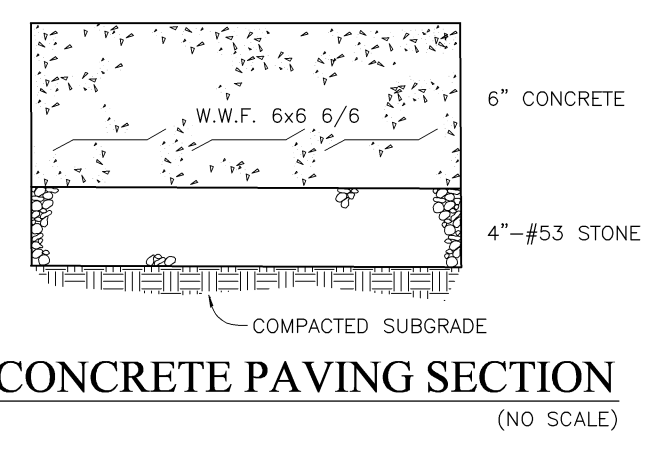 W.W.F. 6x6 6/6
6" CONCRETE
4"-#53 STONE
COMPACTED SUBGRADE
CONCRETE PAVING SECTION
(NO SCALE)